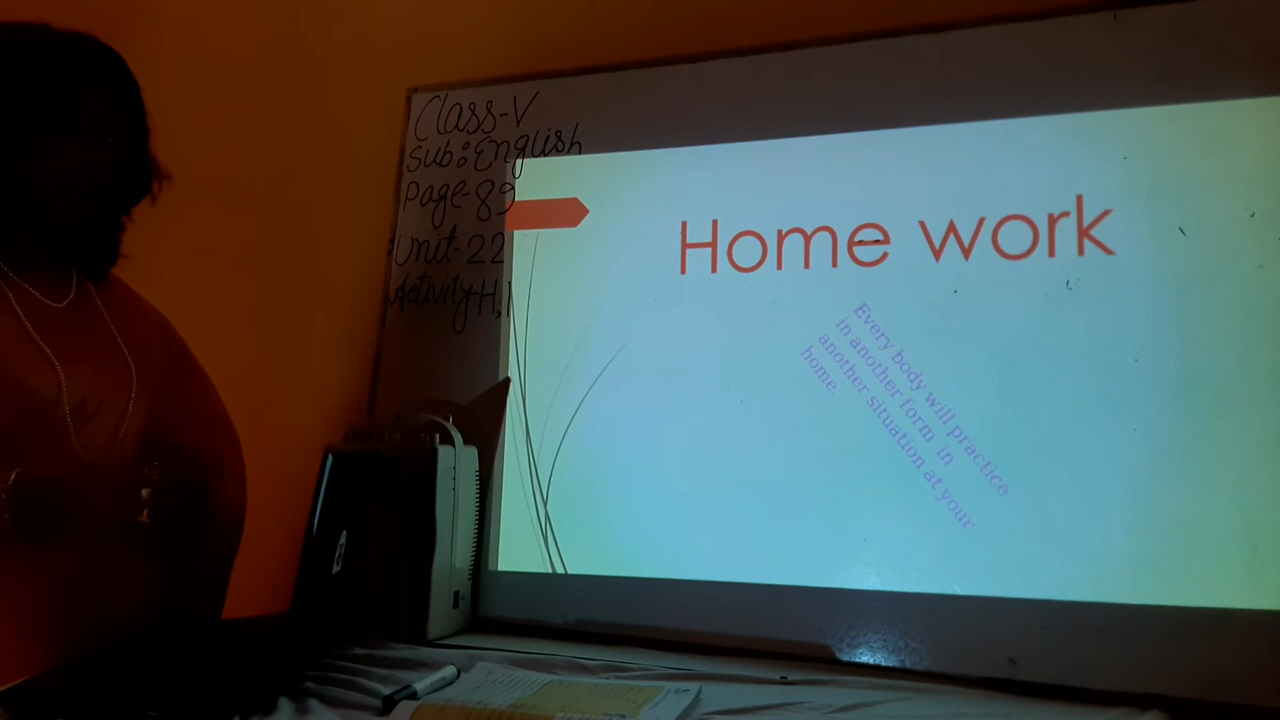 Class-V
Sub: English
Page-89
Unit-22
Activity-H, I
Home work
Every body will practice
in another form in
another situation at your
home.